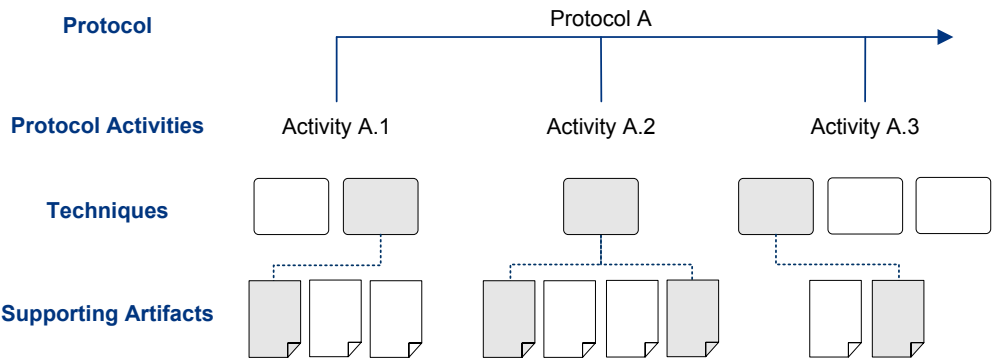 Protocol
Protocol A
Protocol Activities
Activity A.1
Activity A.2
Activity A.3
Techniques
Supporting Artifacts